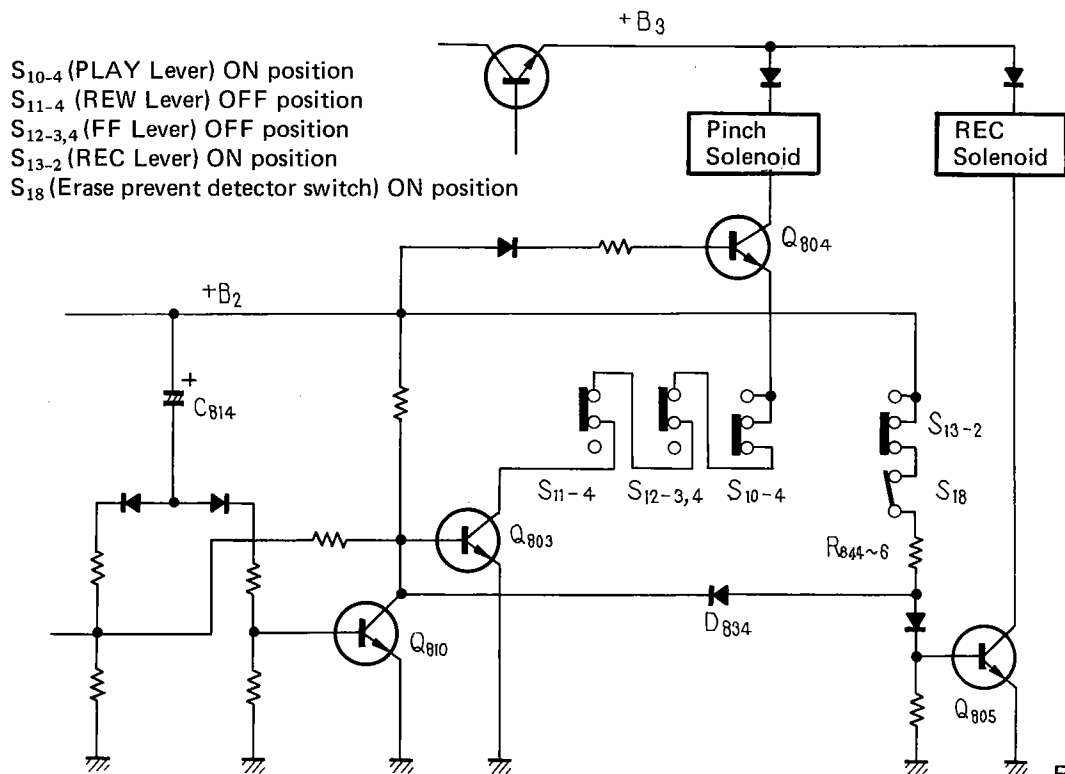 +B3
S10-4 (PLAY Lever) ON position
S11-4 (REW Lever) OFF position
S12-3,4 (FF Lever) OFF position
S13-2 (REC Lever) ON position
S18 (Erase prevent detector switch) ON position
Pinch
Solenoid
REC
Solenoid
Q804
+B2
+
C814
S13-2
S11-4
S12-3,4
S10-4
S18
Q803
R844~6
D834
Q810
Q805